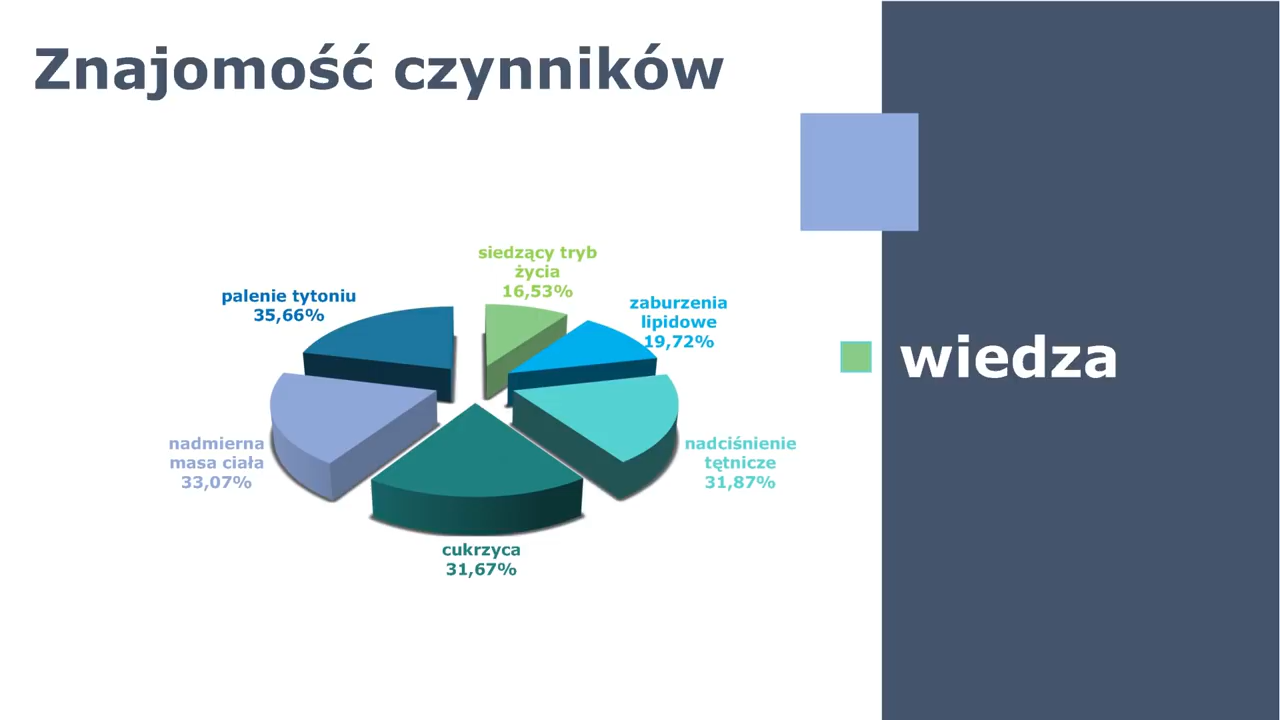 Znajomość czynników
siedzący tryb
życia
16,53%
palenie tytoniu
35,66%
zaburzenia
lipidowe
19,72%
wiedza
nadmierna
masa ciała
33,07%
nadciśnienie
tętnicze
31,87%
cukrzyca
31,67%